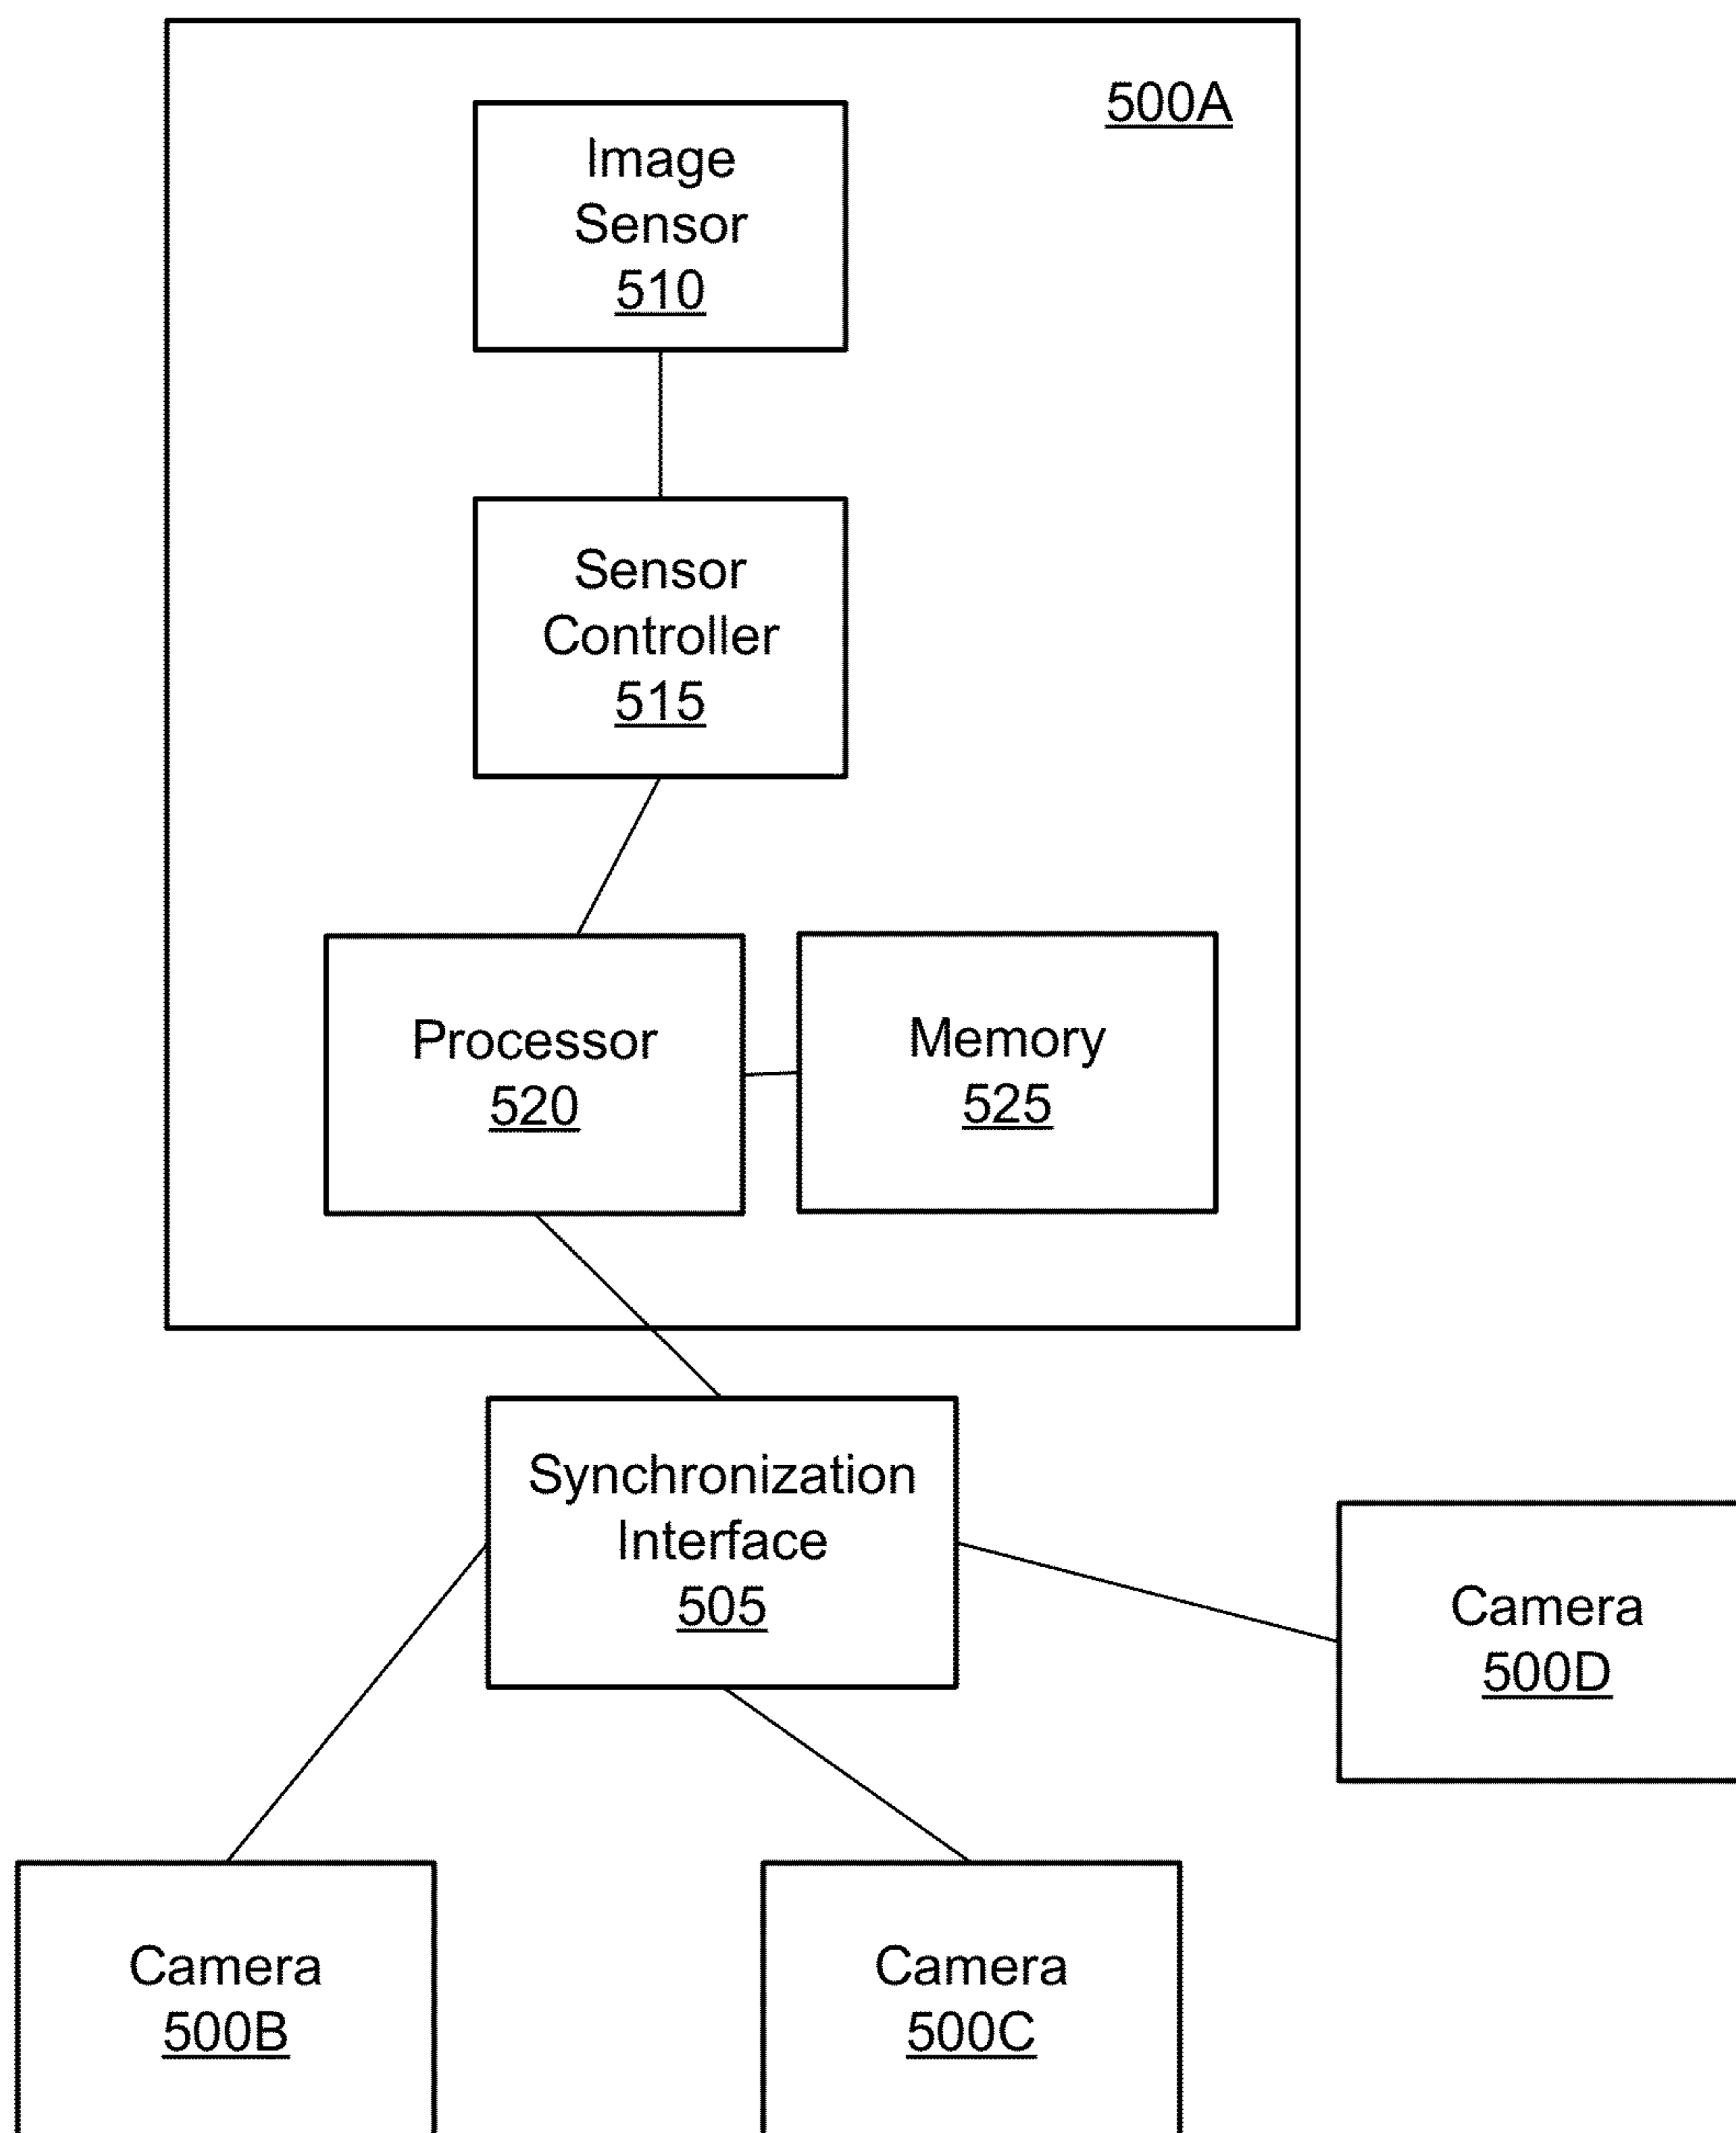 500A
Image
Sensor
510
Sensor
Controller
515
Processor
520
Memory
525
Synchronization
Interface
505
Camera
500D
Camera
500B
Camera
500C